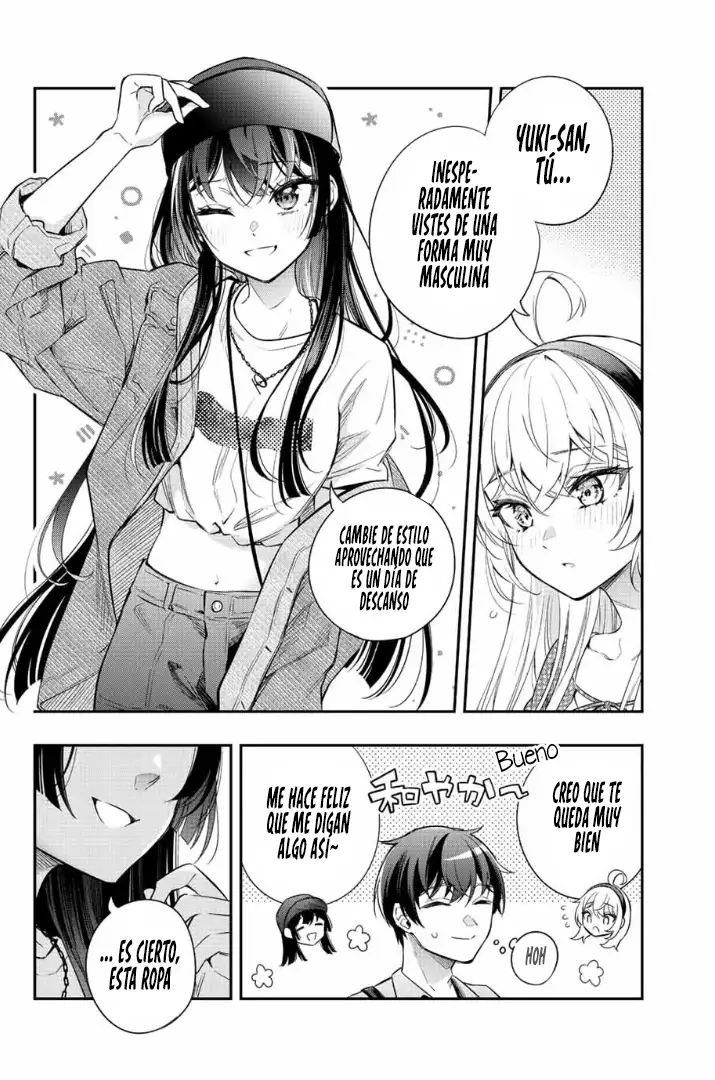 YUKI-SAN,
TÚ...
INESPE-
RADAMENTE
VISTES DE UNA
FORMA MUY
MASCULINA
CAMBIE DE ESTILO
APROVECHANDO QUE
ES UN DÍA DE
DESCANSO
Bueno
CREO QUE TE
QUEDA MUY
BIEN
和やか〜
ME HACE FELIZ
QUE ME DIGAN
ALGO ASÍ~
HOH
... ES CIERTO,
ESTA ROPA